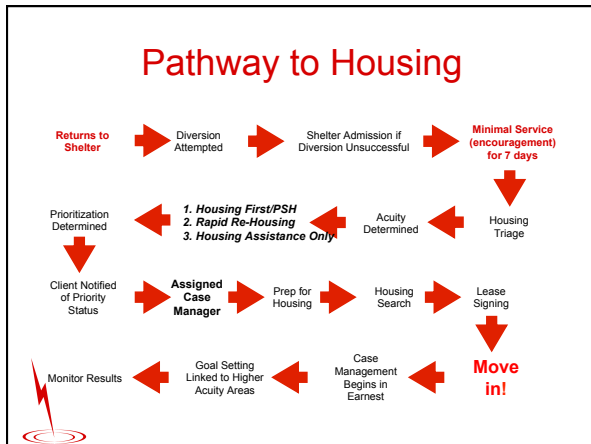 Pathway to Housing
Returns to
Shelter
Diversion
Attempted
Shelter Admission if
Diversion Unsuccessful
Minimal Service
(encouragement)
for 7 days
Housing
Triage
Acuity
Determined
1. Housing First/PSH
2. Rapid Re-Housing
3. Housing Assistance Only
Prioritization
Determined
Client Notified
of Priority
Status
Assigned
Case
Manager
Prep for
Housing
Housing
Search
Lease
Signing
Move
in!
Case
Management
Begins in
Earnest
Goal Setting
Linked to Higher
Acuity Areas
Monitor Results